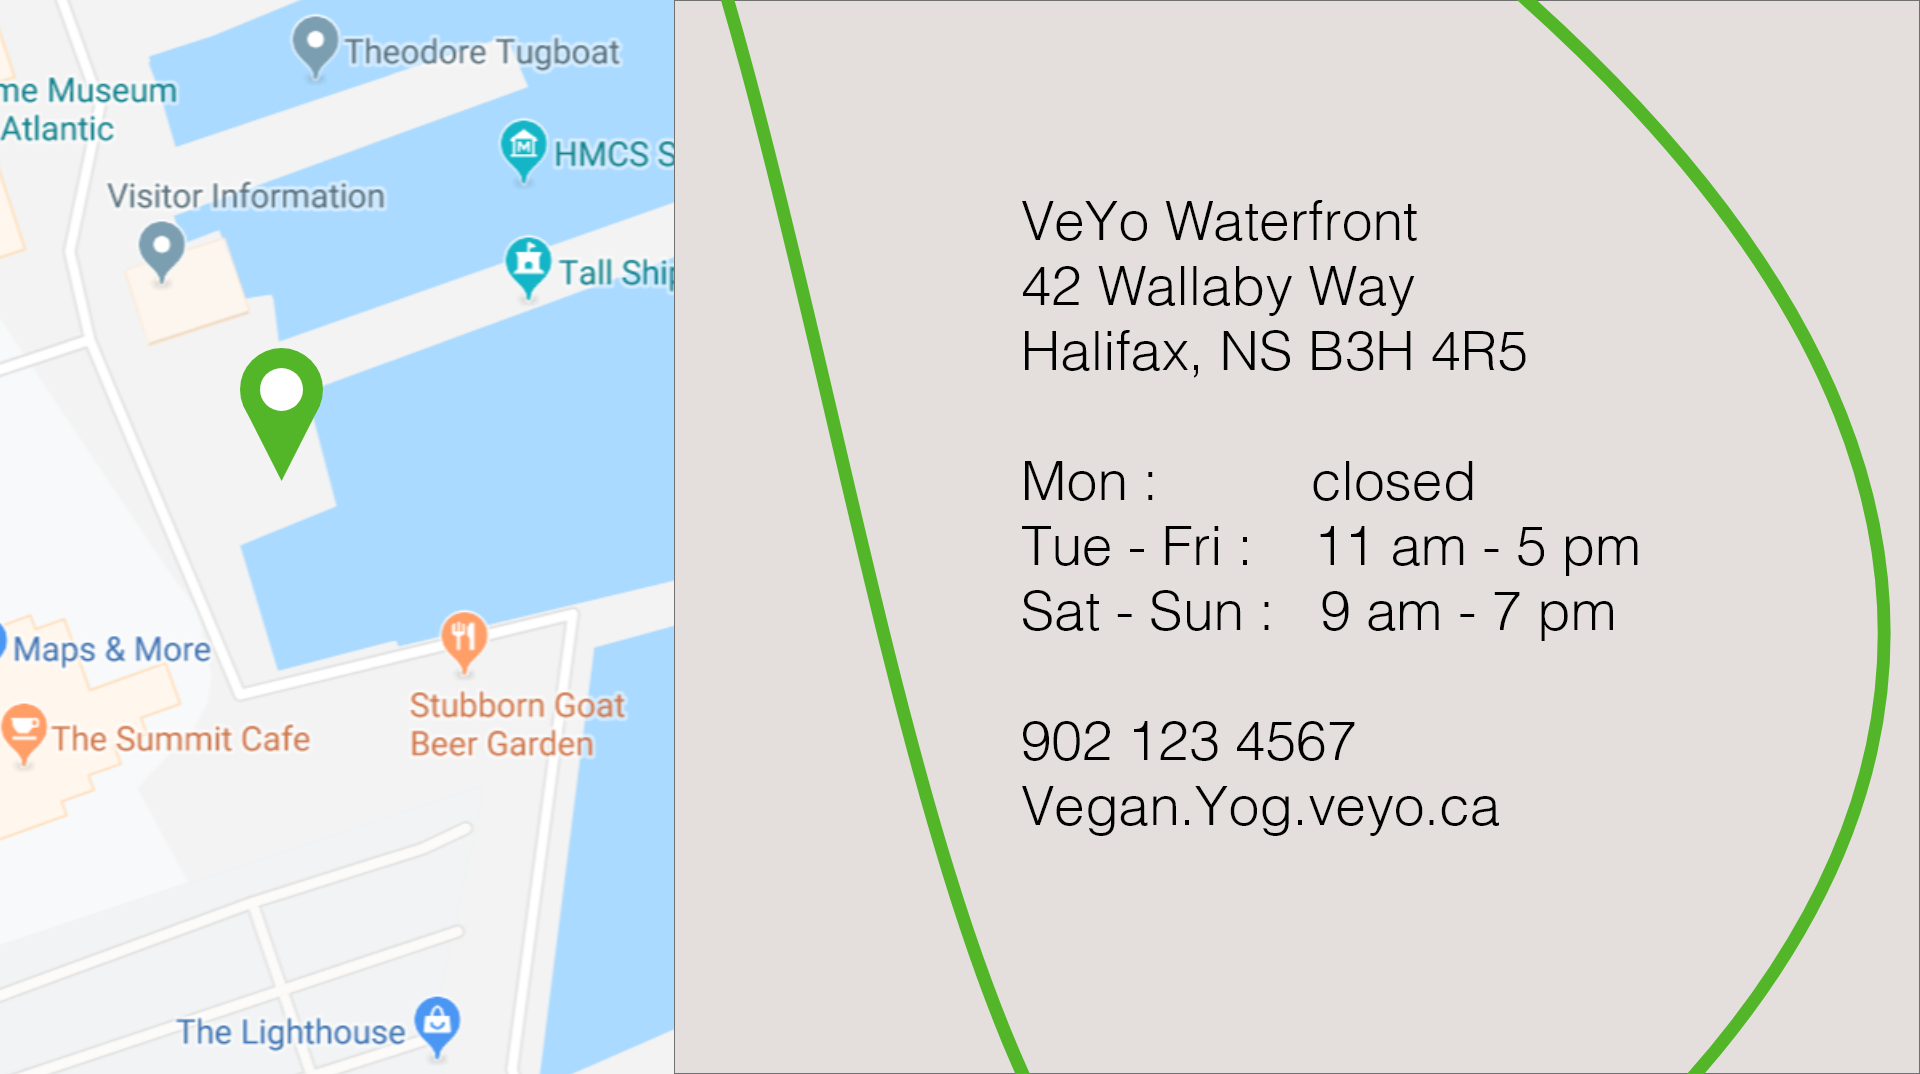 Theodore Tugboat
me Museum
Atlantic
HMCS S
Visitor Information
Tall Ship
Maps & More
Stubborn Goat
Beer Garden
The Summit Cafe
The Lighthouse
VeYo Waterfront
42 Wallaby Way
Halifax, NS B3H 4R5
Mon : closed
Tue - Fri : 11 am - 5 pm
Sat - Sun : 9 am - 7 pm
902 123 4567
Vegan.Yog.veyo.ca